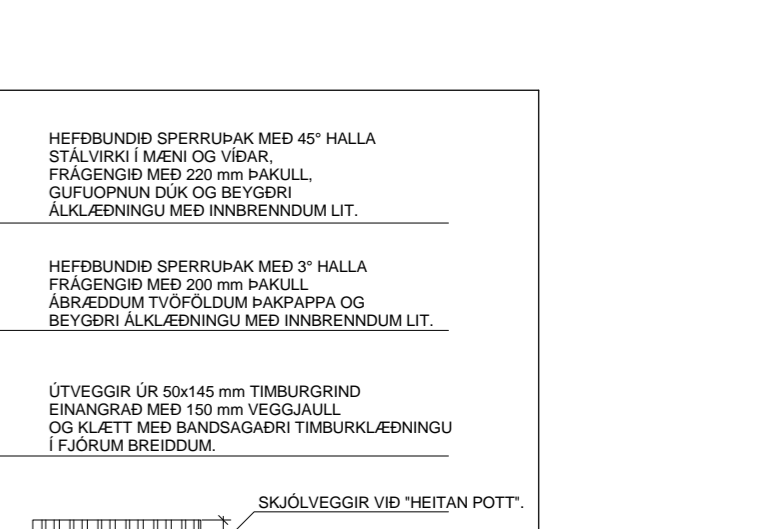 HEFÐBUNDIÐ SPERRUÞAK MEÐ 45° HALLA
STÁLVIRKI Í MÆNI OG VÍÐAR,
FRÁGENGIÐ MEÐ 220 mm ÞAKULL,
GUFUOPNUN DÚK OG BEYGÐRI
ÁLKLÆÐNINGU MEÐ INNBRENNDUM LIT.
HEFÐBUNDIÐ SPERRUÞAK MEÐ 3° HALLA
FRÁGENGIÐ MEÐ 200 mm ÞAKULL
ÁBRÆDDUM TVÖFÖLDUM ÞAKPAPPA OG
BEYGÐRI ÁLKLÆÐNINGU MEÐ INNBRENNDUM LIT.
ÚTVEGGIR ÚR 50x145 mm TIMBURGRIND
EINANGRAÐ MEÐ 150 mm VEGGJAULL
OG KLÆTT MEÐ BANDSAGAÐRI TIMBURKLÆÐNINGU
Í FJÓRUM BREIDDUM.
SKJÓLVEGGIR VIÐ "HEITAN POTT".